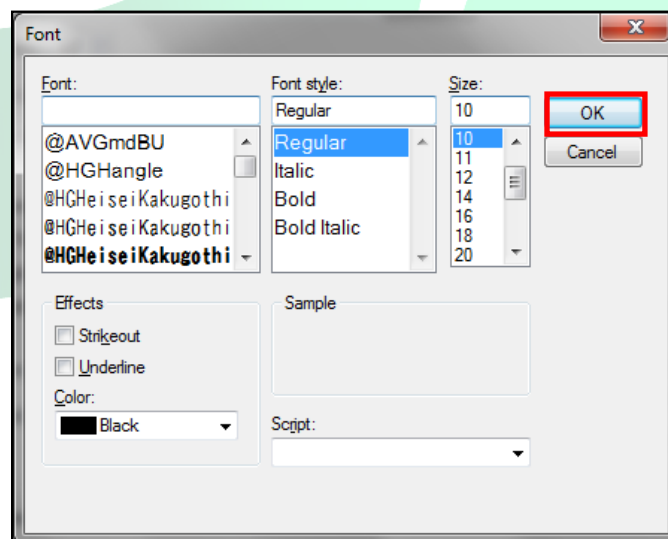 Font
Font:
Font style:
Size:
Regular
10
OK
Cancel
@AVGmdBU
@HGHangle
@HGHeiseiKakugothi
@HGHeiseiKakugothi
@HGHeiseiKakugothi
Regular
Italic
Bold
Bold Italic
10
11
12
14
16
18
20
Effects
Strikeout
Underline
Color:
Black
Sample
Script: